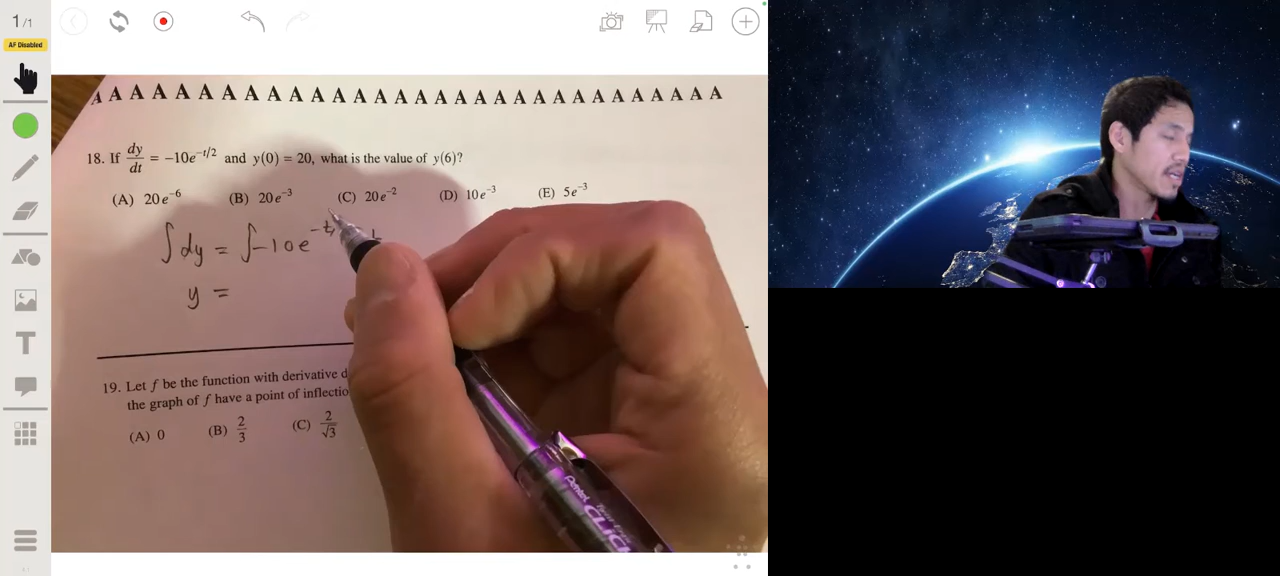 1/1
AF Disabled
A A A A A A A A A A A A A A A A A A A A A A A A A A A A
18. If dy/dt = −10e^{−t/2} and y(0) = 20, what is the value of y(6)?
(A) 20e^{−6} (B) 20e^{−3} (C) 20e^{−2} (D) 10e^{−3} (E) 5e^{−3}
∫ dy = ∫ −10e^{−t/
y =
19. Let f be the function with derivative
the graph of f have a point of
(A) 0 (B) 2/3 (C) 2/√3
T
Pentel
CLIC